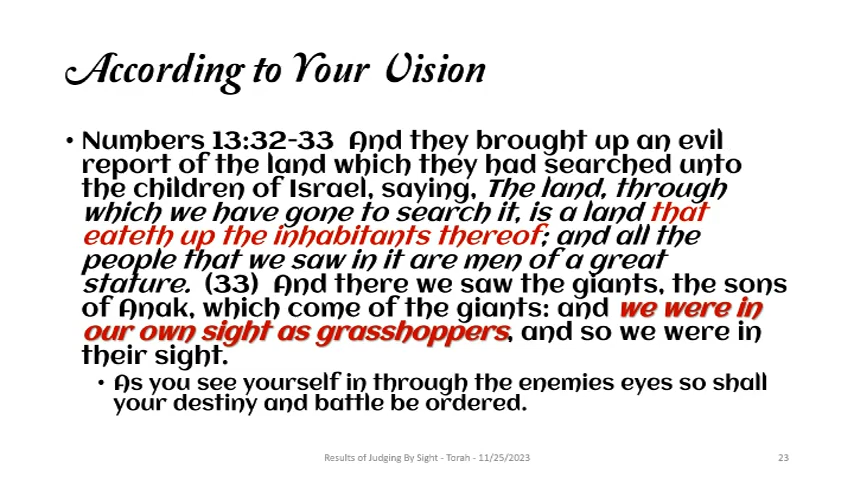 According to Your Vision
• Numbers 13:32-33 And they brought up an evil
report of the land which they had searched unto
the children of Israel, saying, The land, through
which we have gone to search it, is a land that
eateth up the inhabitants thereof; and all the
people that we saw in it are men of a great
stature. (33) And there we saw the giants, the sons
of Anak, which come of the giants: and we were in
our own sight as grasshoppers, and so we were in
their sight.
• As you see yourself in through the enemies eyes so shall
your destiny and battle be ordered.
Results of Judging By Sight - Torah - 11/25/2023
23